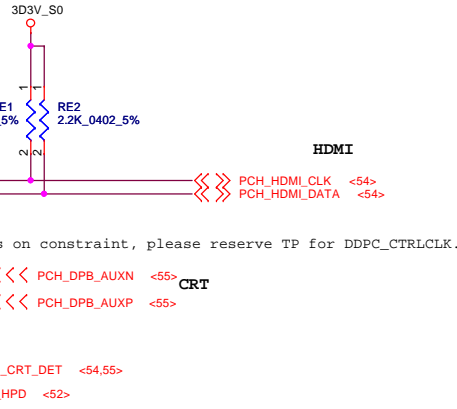 3D3V_S0
1 1
E1 RE2
5% 2.2K_0402_5%
2 2
HDMI
PCH_HDMI_CLK <54>
PCH_HDMI_DATA <54>
s on constraint, please reserve TP for DDPC_CTRLCLK.
PCH_DPB_AUXN <55>
CRT
PCH_DPB_AUXP <55>
_CRT_DET <54,55>
HPD <52>